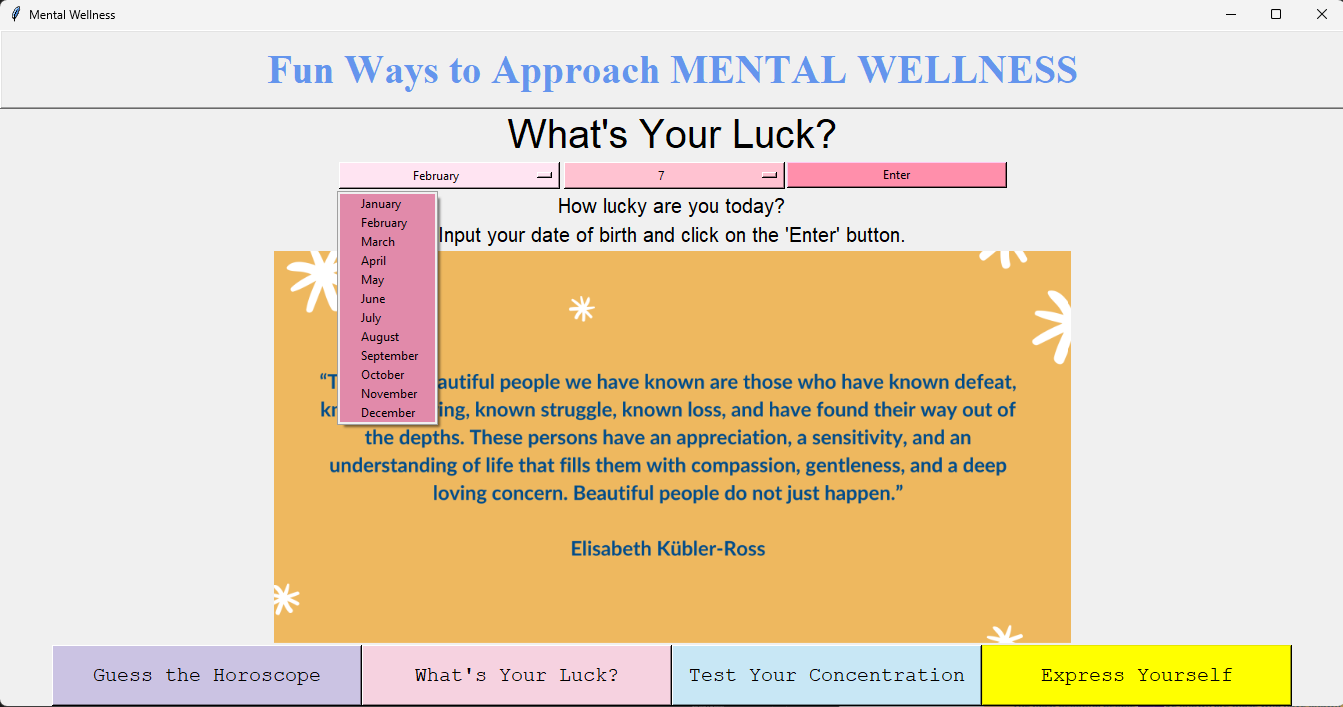 Mental Wellness
Fun Ways to Approach MENTAL WELLNESS
What's Your Luck?
February
7
Enter
January
February
March
April
May
June
July
August
September
October
November
December
How lucky are you today?
Input your date of birth and click on the 'Enter' button.
autiful people we have known are those who have known defeat,
ing, known struggle, known loss, and have found their way out of
the depths. These persons have an appreciation, a sensitivity, and an
understanding of life that fills them with compassion, gentleness, and a deep
loving concern. Beautiful people do not just happen.”
Elisabeth Kübler-Ross
Guess the Horoscope
What's Your Luck?
Test Your Concentration
Express Yourself